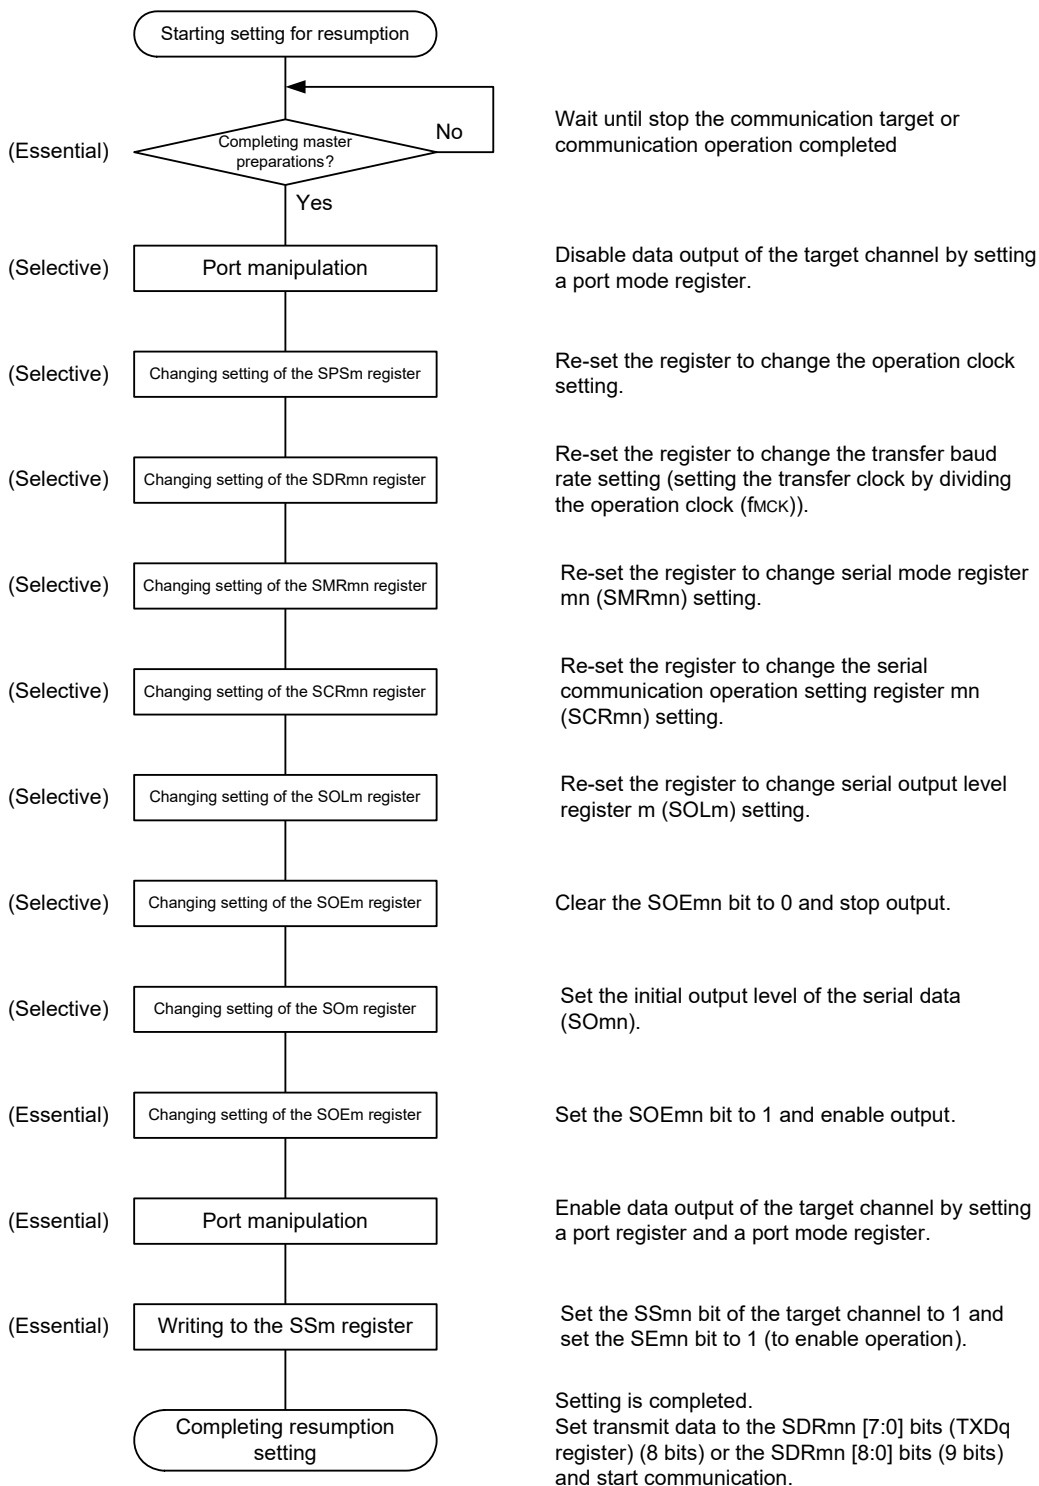 Starting setting for resumption
(Essential)
Completing master
preparations?
No
Yes
Wait until stop the communication target or
communication operation completed
(Selective)
Port manipulation
Disable data output of the target channel by setting
a port mode register.
(Selective)
Changing setting of the SPSm register
Re-set the register to change the operation clock
setting.
(Selective)
Changing setting of the SDRmn register
Re-set the register to change the transfer baud
rate setting (setting the transfer clock by dividing
the operation clock (fMCK)).
(Selective)
Changing setting of the SMRmn register
Re-set the register to change serial mode register
mn (SMRmn) setting.
(Selective)
Changing setting of the SCRmn register
Re-set the register to change the serial
communication operation setting register mn
(SCRmn) setting.
(Selective)
Changing setting of the SOLm register
Re-set the register to change serial output level
register m (SOLm) setting.
(Selective)
Changing setting of the SOEm register
Clear the SOEmn bit to 0 and stop output.
(Selective)
Changing setting of the SOm register
Set the initial output level of the serial data
(SOmn).
(Essential)
Changing setting of the SOEm register
Set the SOEmn bit to 1 and enable output.
(Essential)
Port manipulation
Enable data output of the target channel by setting
a port register and a port mode register.
(Essential)
Writing to the SSm register
Set the SSmn bit of the target channel to 1 and
set the SEmn bit to 1 (to enable operation).
Completing resumption
setting
Setting is completed.
Set transmit data to the SDRmn [7:0] bits (TXDq
register) (8 bits) or the SDRmn [8:0] bits (9 bits)
and start communication.